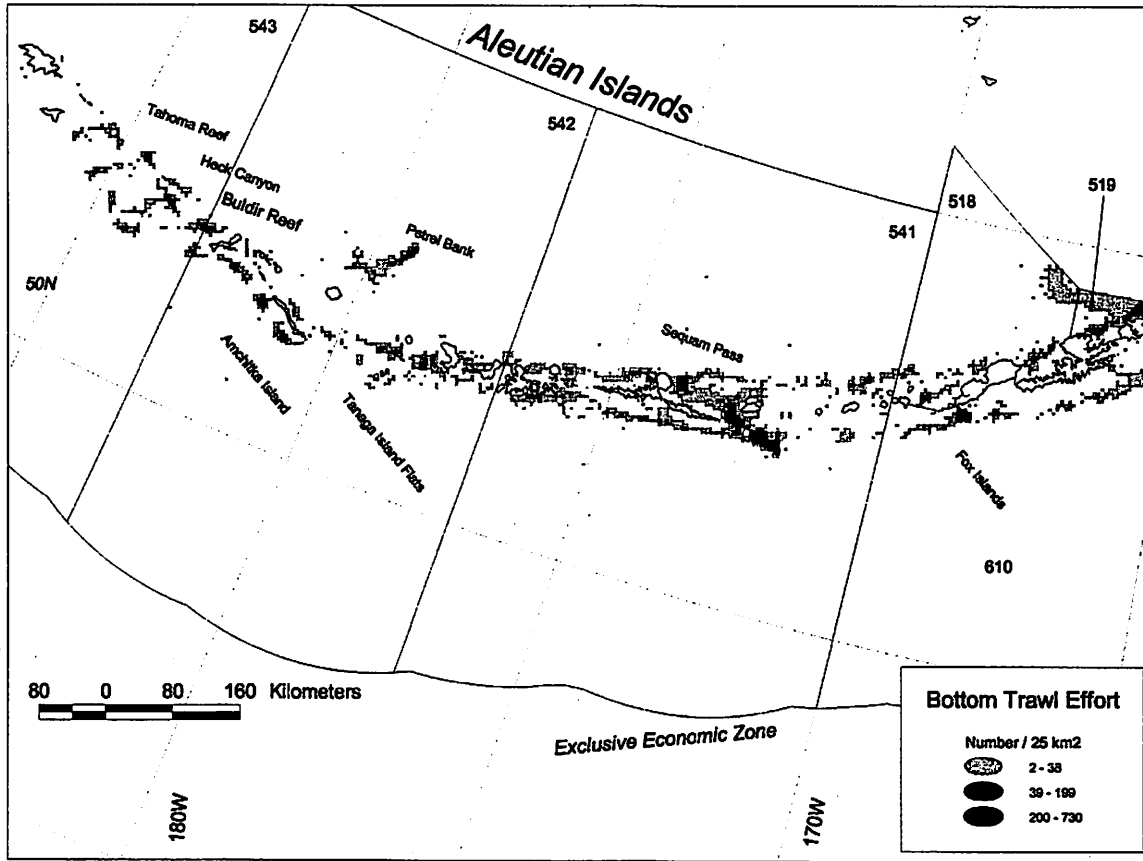 543
Aleutian Islands
542
Tahoma Reef
Heck Canyon
Buldir Reef
Petrel Bank
518
519
541
50N
Sequam Pass
Amchitka Island
Tanaga Island Flats
Fox Islands
610
80 0 80 160 Kilometers
Exclusive Economic Zone
180W
170W
Bottom Trawl Effort
Number / 25 km2
2 - 38
39 - 199
200 - 730